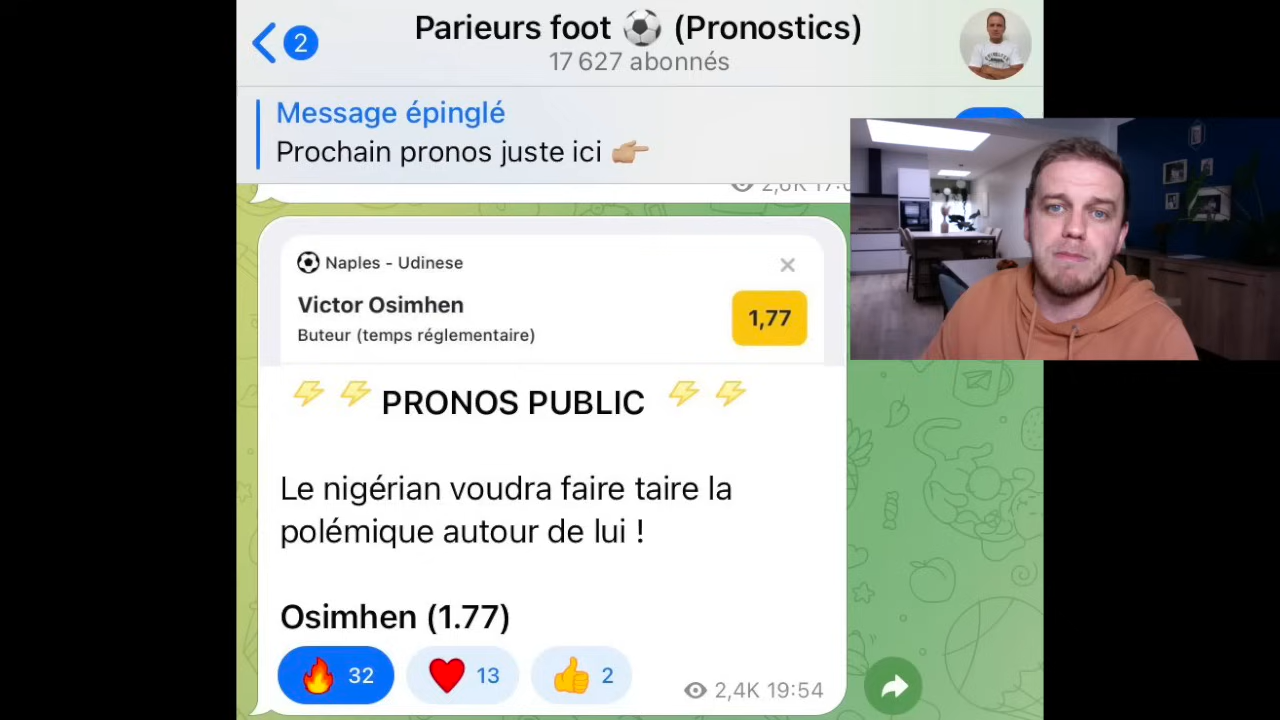 2
Parieurs foot ⚽ (Pronostics)
17 627 abonnés
Message épinglé
Prochain pronos juste ici 👉🏼
Naples - Udinese
Victor Osimhen
1,77
Buteur (temps réglementaire)
⚡ ⚡ PRONOS PUBLIC ⚡ ⚡
Le nigérian voudra faire taire la
polémique autour de lui !
Osimhen (1.77)
🔥 32 ❤️ 13 👍 2
2,4K 19:54